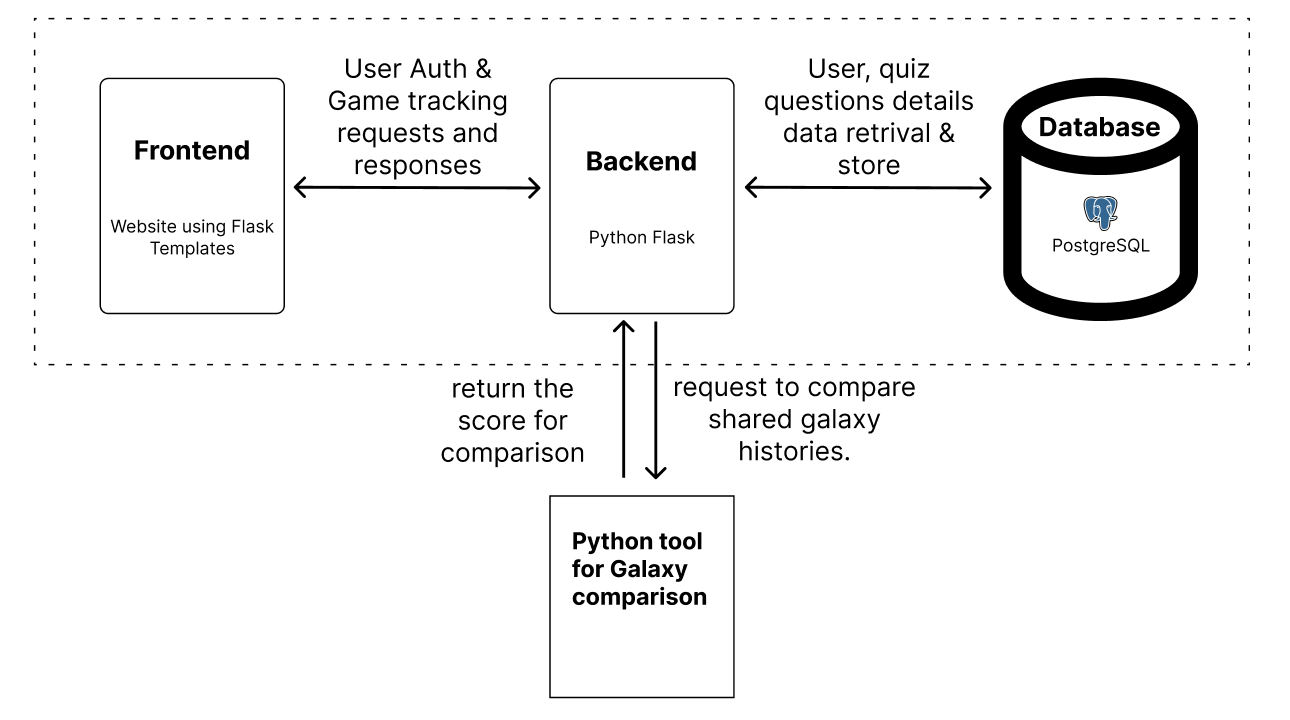 Frontend
Website using Flask
Templates
User Auth &
Game tracking
requests and
responses
Backend
Python Flask
User, quiz
questions details
data retrival &
store
Database
PostgreSQL
return the
score for
comparison
request to compare
shared galaxy
histories.
Python tool
for Galaxy
comparison